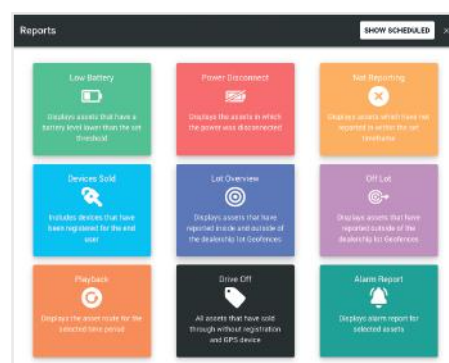 Reports
SHOW SCHEDULED
×
Low Battery
Displays assets that have a
battery level lower than the set
threshold
Power Disconnect
Displays the assets in which
the power was disconnected
Not Reporting
Displays assets which have not
reported in within the set
timeframe
Devices Sold
Includes devices that have
been registered for the end
user
Lot Overview
Displays assets that have
reported inside and outside of
the dealership lot Geofences
Off Lot
Displays assets that have
reported outside of the
dealership lot Geofences
Playback
Displays the asset route for the
selected time period
Drive Off
All assets that have sold
through without registration
and GPS device
Alarm Report
Displays alarm report for
selected assets